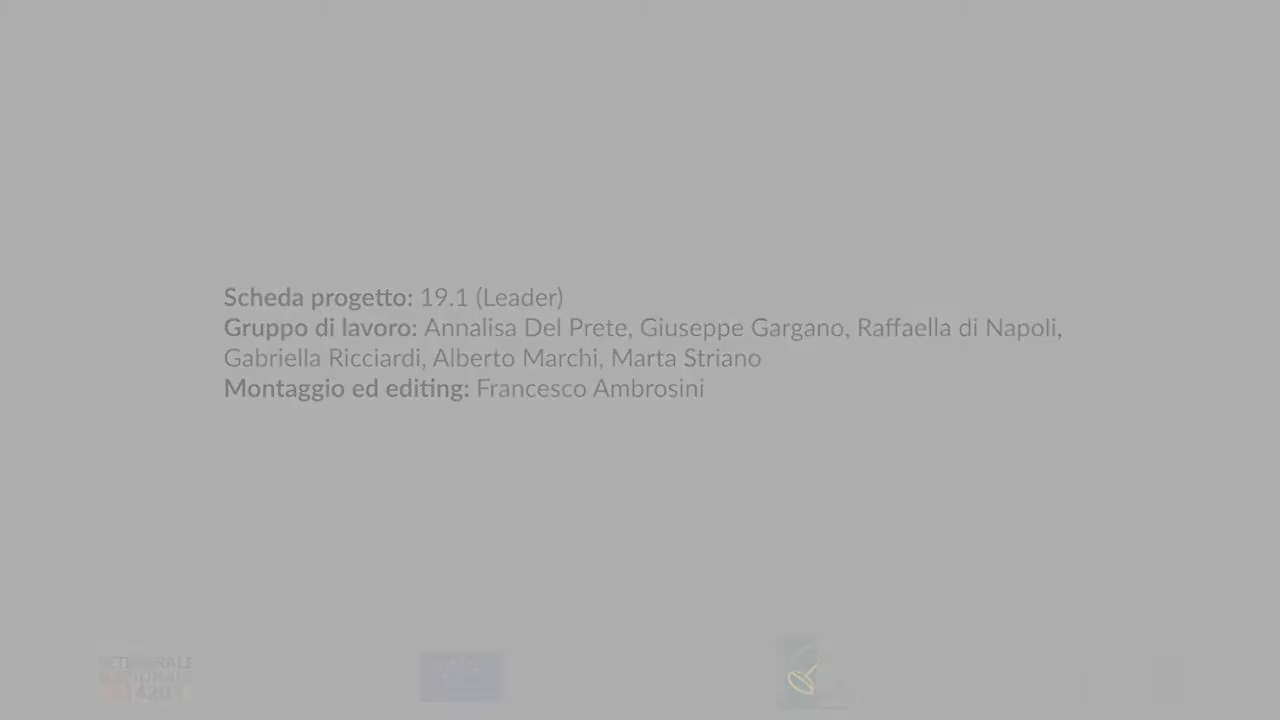 Scheda progetto: 19.1 (Leader)
Gruppo di lavoro: Annalisa Del Prete, Giuseppe Gargano, Raffaella di Napoli,
Gabriella Ricciardi, Alberto Marchi, Marta Striano
Montaggio ed editing: Francesco Ambrosini